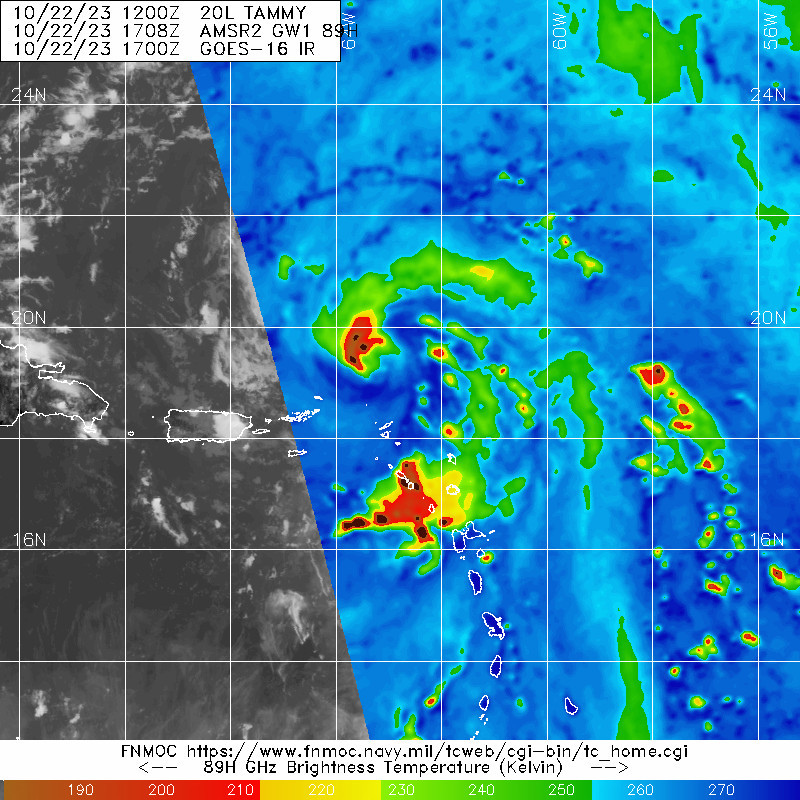 10/22/23 1200Z 20L TAMMY
10/22/23 1708Z AMSR2 GW1 89H
10/22/23 1700Z GOES-16 IR
60W
56W
24N
24N
20N
20N
16N
16N
FNMOC https://www.fnmoc.navy.mil/tcweb/cgi-bin/tc_home.cgi
<-- 89H GHz Brightness Temperature (Kelvin) -->
190 200 210 220 230 240 250 260 270